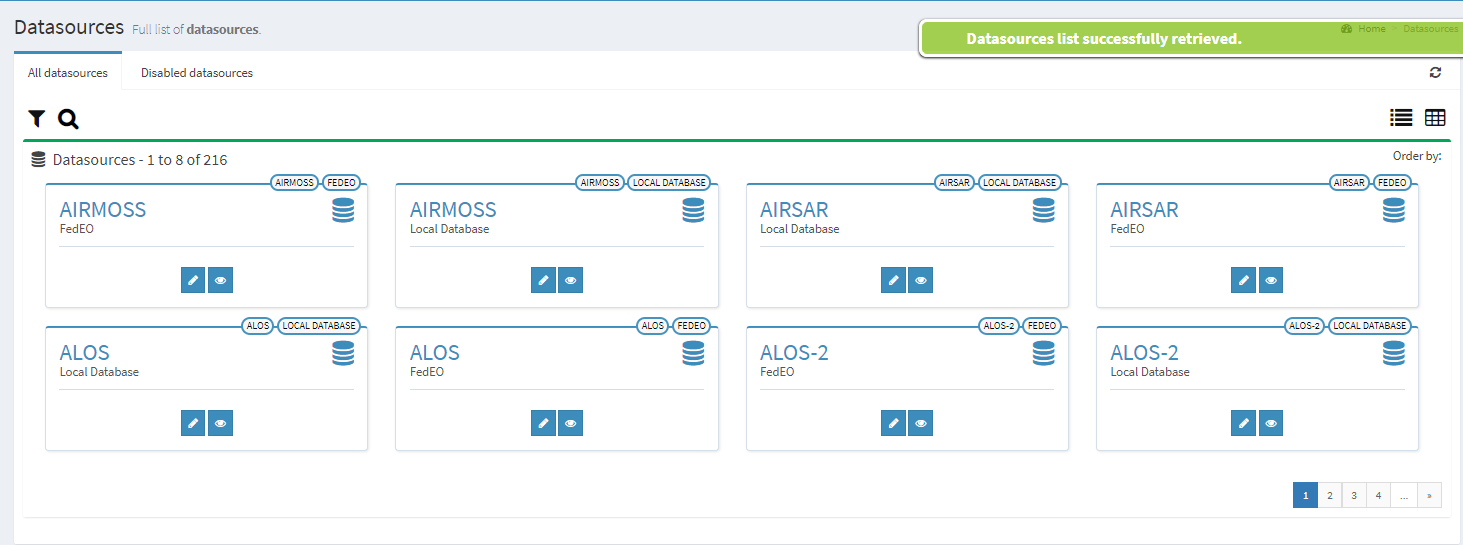 Datasources Full list of datasources.
Datasources list successfully retrieved.
Home > Datasources
All datasources Disabled datasources
Datasources - 1 to 8 of 216
Order by:
AIRMOSS FEDEO
AIRMOSS
FedEO
AIRMOSS LOCAL DATABASE
AIRMOSS
Local Database
AIRSAR LOCAL DATABASE
AIRSAR
Local Database
AIRSAR FEDEO
AIRSAR
FedEO
ALOS LOCAL DATABASE
ALOS
Local Database
ALOS FEDEO
ALOS
FedEO
ALOS-2 FEDEO
ALOS-2
FedEO
ALOS-2 LOCAL DATABASE
ALOS-2
Local Database
1 2 3 4 ... »